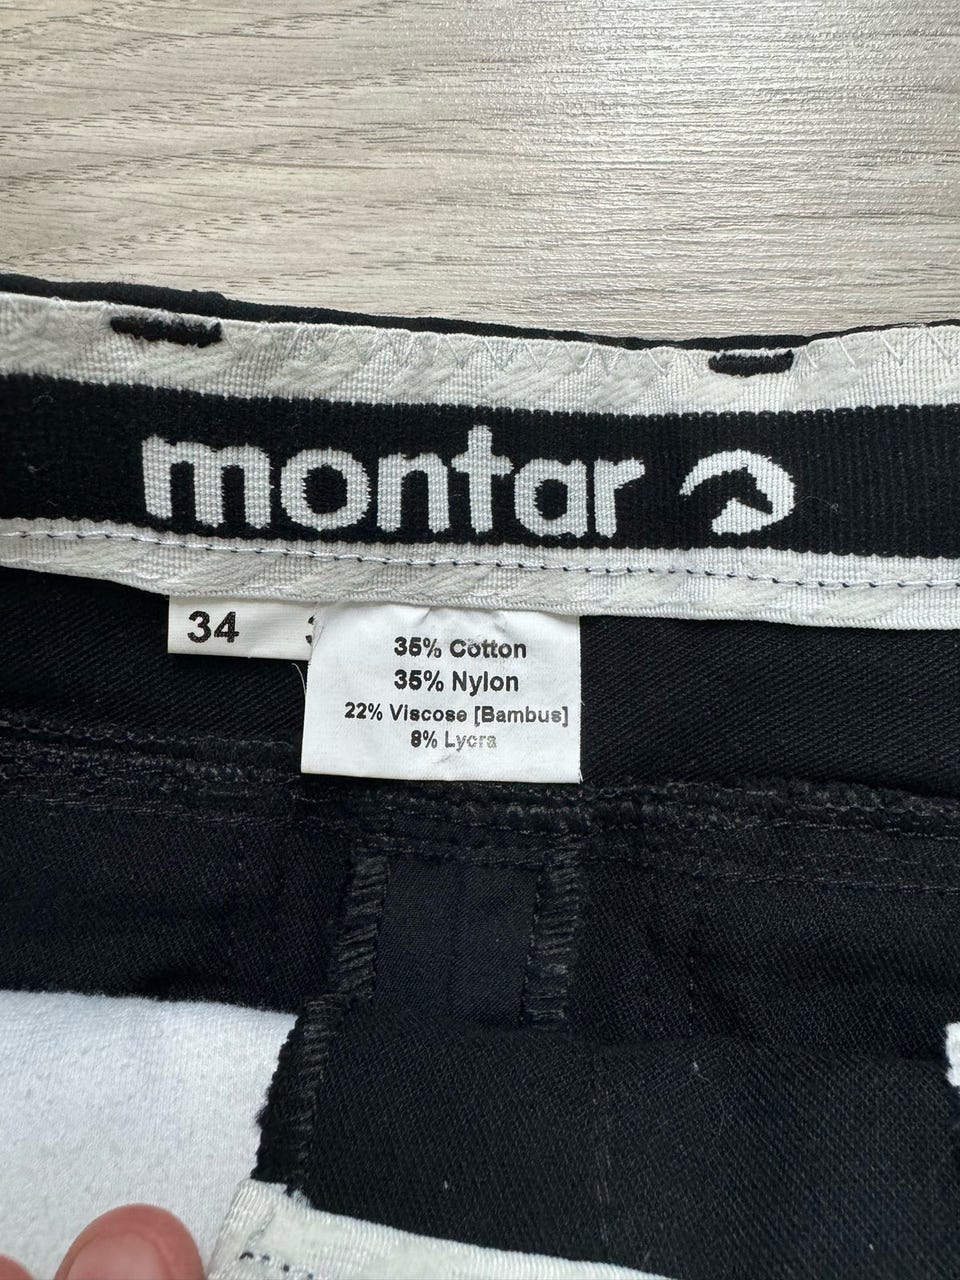 montar
34
35% Cotton
35% Nylon
22% Viscose [Bambus]
8% Lycra